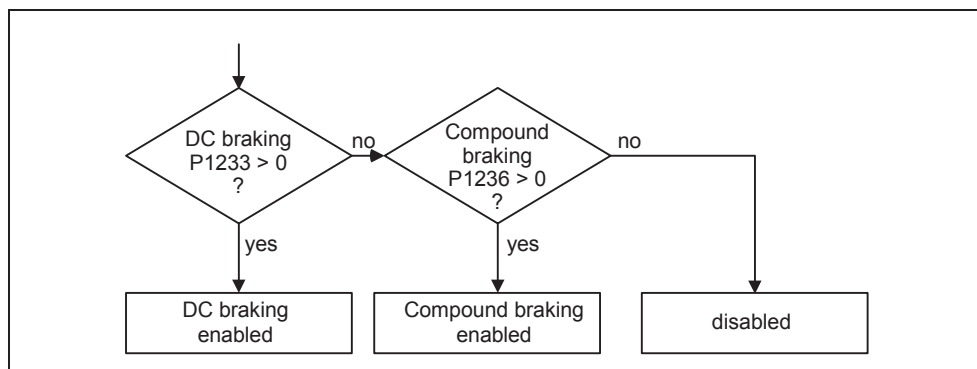 DC braking
P1233 > 0
?
no
Compound
braking
P1236 > 0
?
no
yes
yes
DC braking
enabled
Compound braking
enabled
disabled